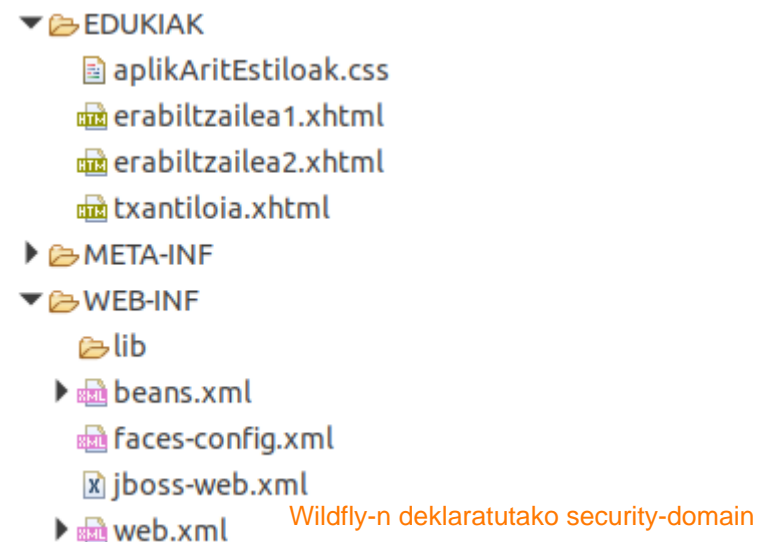 EDUKIAK
aplikAritEstiloak.css
erabiltzailea1.xhtml
erabiltzailea2.xhtml
txantiloia.xhtml
META-INF
WEB-INF
lib
beans.xml
faces-config.xml
jboss-web.xml
Wildfly-n deklaratutako security-domain
web.xml